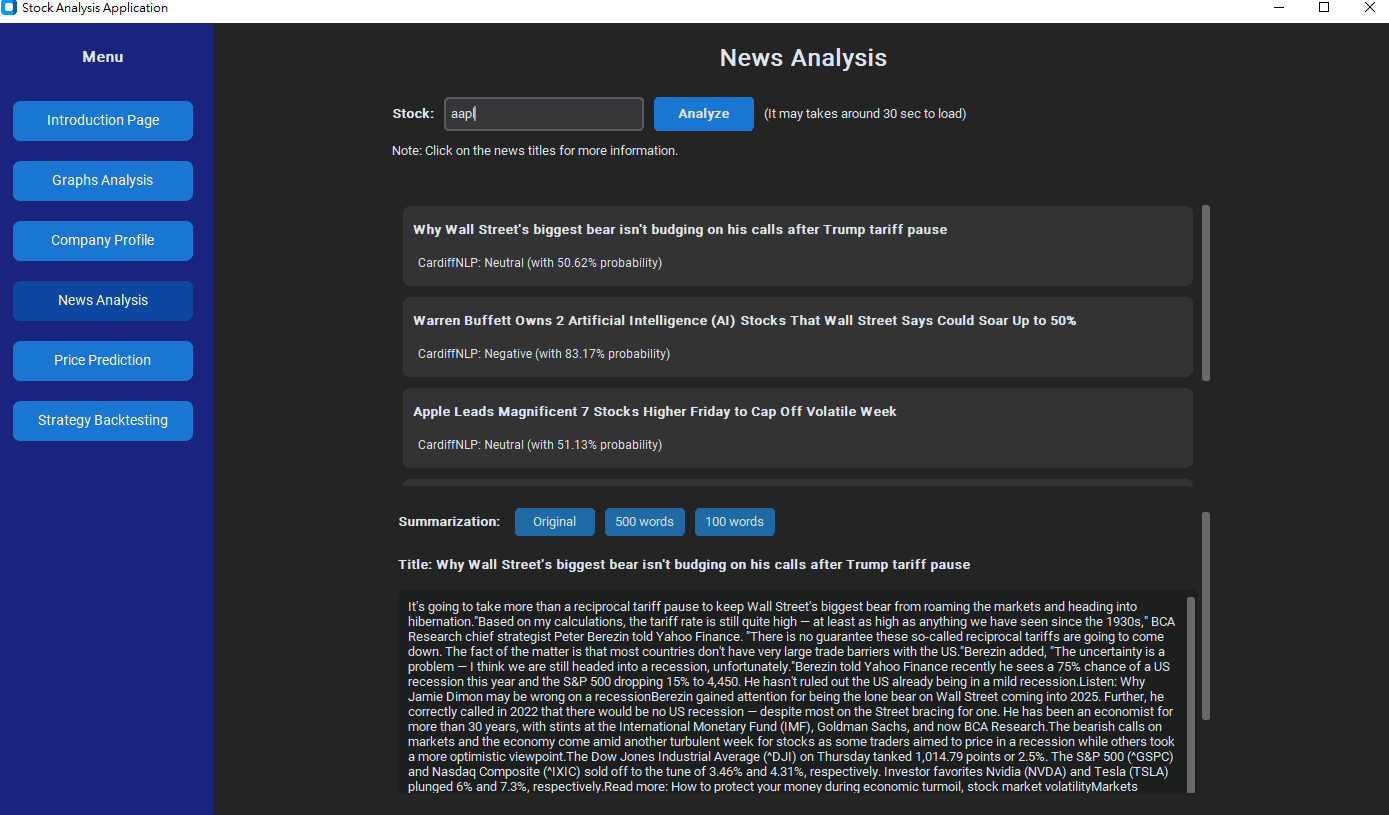 Stock Analysis Application
Menu
Introduction Page
Graphs Analysis
Company Profile
News Analysis
Price Prediction
Strategy Backtesting
News Analysis
Stock: aapl Analyze (It may takes around 30 sec to load)
Note: Click on the news titles for more information.
Why Wall Street's biggest bear isn't budging on his calls after Trump tariff pause
CardiffNLP: Neutral (with 50.62% probability)
Warren Buffett Owns 2 Artificial Intelligence (AI) Stocks That Wall Street Says Could Soar Up to 50%
CardiffNLP: Negative (with 83.17% probability)
Apple Leads Magnificent 7 Stocks Higher Friday to Cap Off Volatile Week
CardiffNLP: Neutral (with 51.13% probability)
Summarization: Original 500 words 100 words
Title: Why Wall Street's biggest bear isn't budging on his calls after Trump tariff pause
It's going to take more than a reciprocal tariff pause to keep Wall Street's biggest bear from roaming the markets and heading into
hibernation."Based on my calculations, the tariff rate is still quite high — at least as high as anything we have seen since the 1930s," BCA
Research chief strategist Peter Berezin told Yahoo Finance. "There is no guarantee these so-called reciprocal tariffs are going to come
down. The fact of the matter is that most countries don't have very large trade barriers with the US."Berezin added, "The uncertainty is a
problem — I think we are still headed into a recession, unfortunately."Berezin told Yahoo Finance recently he sees a 75% chance of a US
recession this year and the S&P 500 dropping 15% to 4,450. He hasn't ruled out the US already being in a mild recession.Listen: Why
Jamie Dimon may be wrong on a recessionBerezin gained attention for being the lone bear on Wall Street coming into 2025. Further, he
correctly called in 2022 that there would be no US recession — despite most on the Street bracing for one. He has been an economist for
more than 30 years, with stints at the International Monetary Fund (IMF), Goldman Sachs, and now BCA Research.The bearish calls on
markets and the economy come amid another turbulent week for stocks as some traders aimed to price in a recession while others took
a more optimistic viewpoint.The Dow Jones Industrial Average (^DJI) on Thursday tanked 1,014.79 points or 2.5%. The S&P 500 (^GSPC)
and Nasdaq Composite (^IXIC) sold off to the tune of 3.46% and 4.31%, respectively. Investor favorites Nvidia (NVDA) and Tesla (TSLA)
plunged 6% and 7.3%, respectively.Read more: How to protect your money during economic turmoil, stock market volatilityMarkets